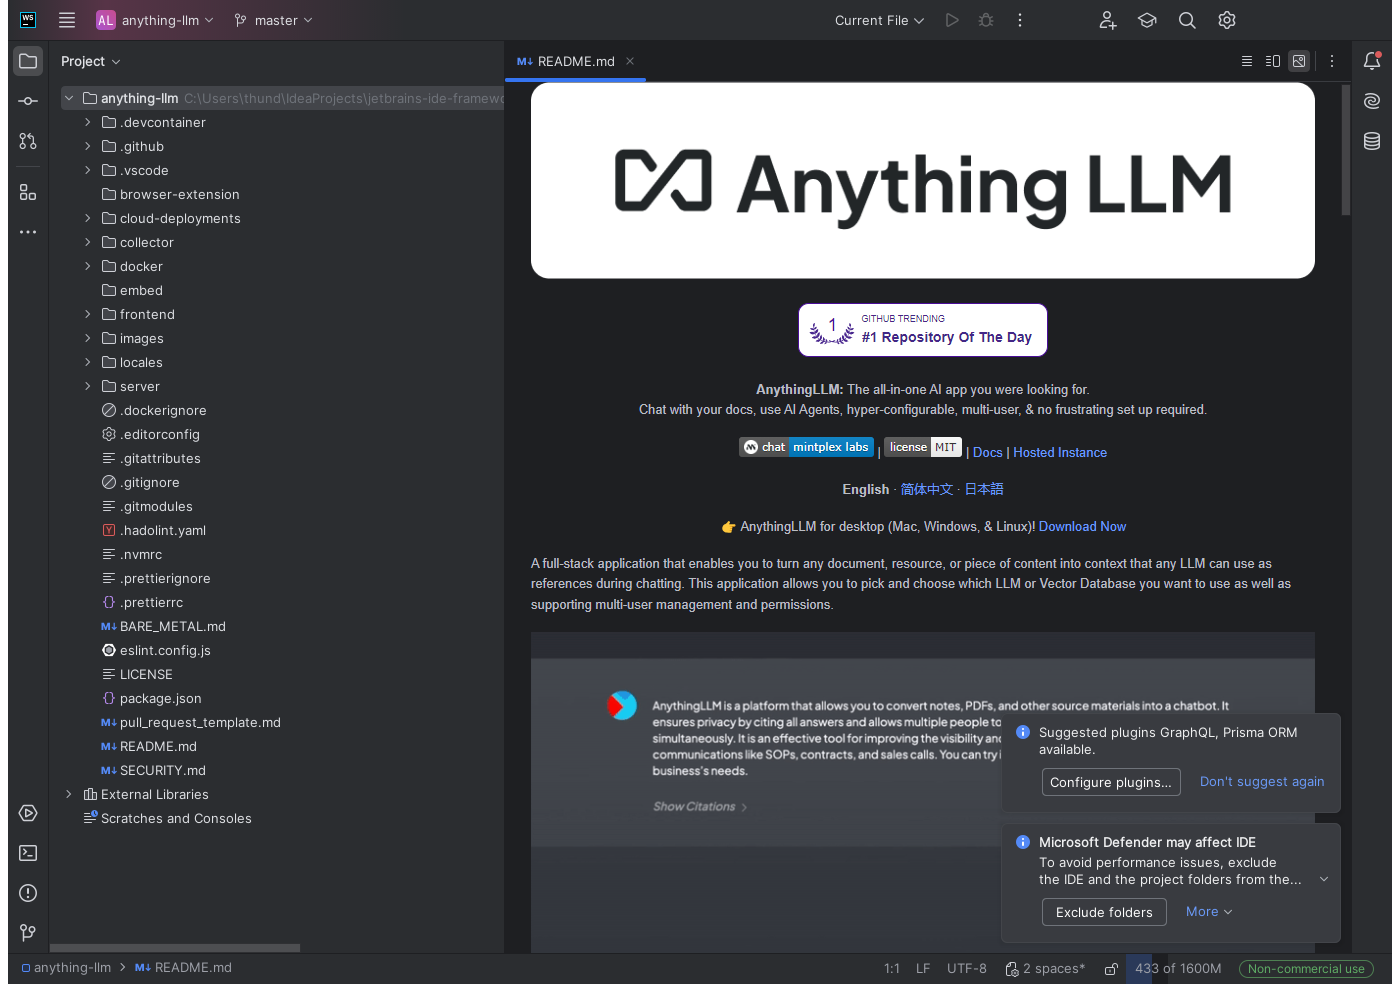 WS
AL anything-llm master Current File
Project
README.md
anything-llm C:\Users\thund\IdeaProjects\jetbrains-ide-framewo
.devcontainer
.github
.vscode
browser-extension
cloud-deployments
collector
docker
embed
frontend
images
locales
server
.dockerignore
.editorconfig
.gitattributes
.gitignore
.gitmodules
.hadolint.yaml
.nvmrc
.prettierignore
.prettierrc
BARE_METAL.md
eslint.config.js
LICENSE
package.json
pull_request_template.md
README.md
SECURITY.md
External Libraries
Scratches and Consoles
Anything LLM
1
GITHUB TRENDING
#1 Repository Of The Day
AnythingLLM: The all-in-one AI app you were looking for.
Chat with your docs, use AI Agents, hyper-configurable, multi-user, & no frustrating set up required.
chat mintplex labs | license MIT | Docs | Hosted Instance
English · 简体中文 · 日本語
👉 AnythingLLM for desktop (Mac, Windows, & Linux)! Download Now
A full-stack application that enables you to turn any document, resource, or piece of content into context that any LLM can use as
references during chatting. This application allows you to pick and choose which LLM or Vector Database you want to use as well as
supporting multi-user management and permissions.
AnythingLLM is a platform that allows you to convert notes, PDFs, and other source materials into a chatbot. It
ensures privacy by citing all answers and allows multiple people to
simultaneously. It is an effective tool for improving the visibility and
communications like SOPs, contracts, and sales calls. You can try i
business's needs.
Show Citations
Suggested plugins GraphQL, Prisma ORM
available.
Configure plugins... Don't suggest again
Microsoft Defender may affect IDE
To avoid performance issues, exclude
the IDE and the project folders from the...
Exclude folders More
anything-llm README.md
1:1 LF UTF-8 2 spaces* 433 of 1600M Non-commercial use